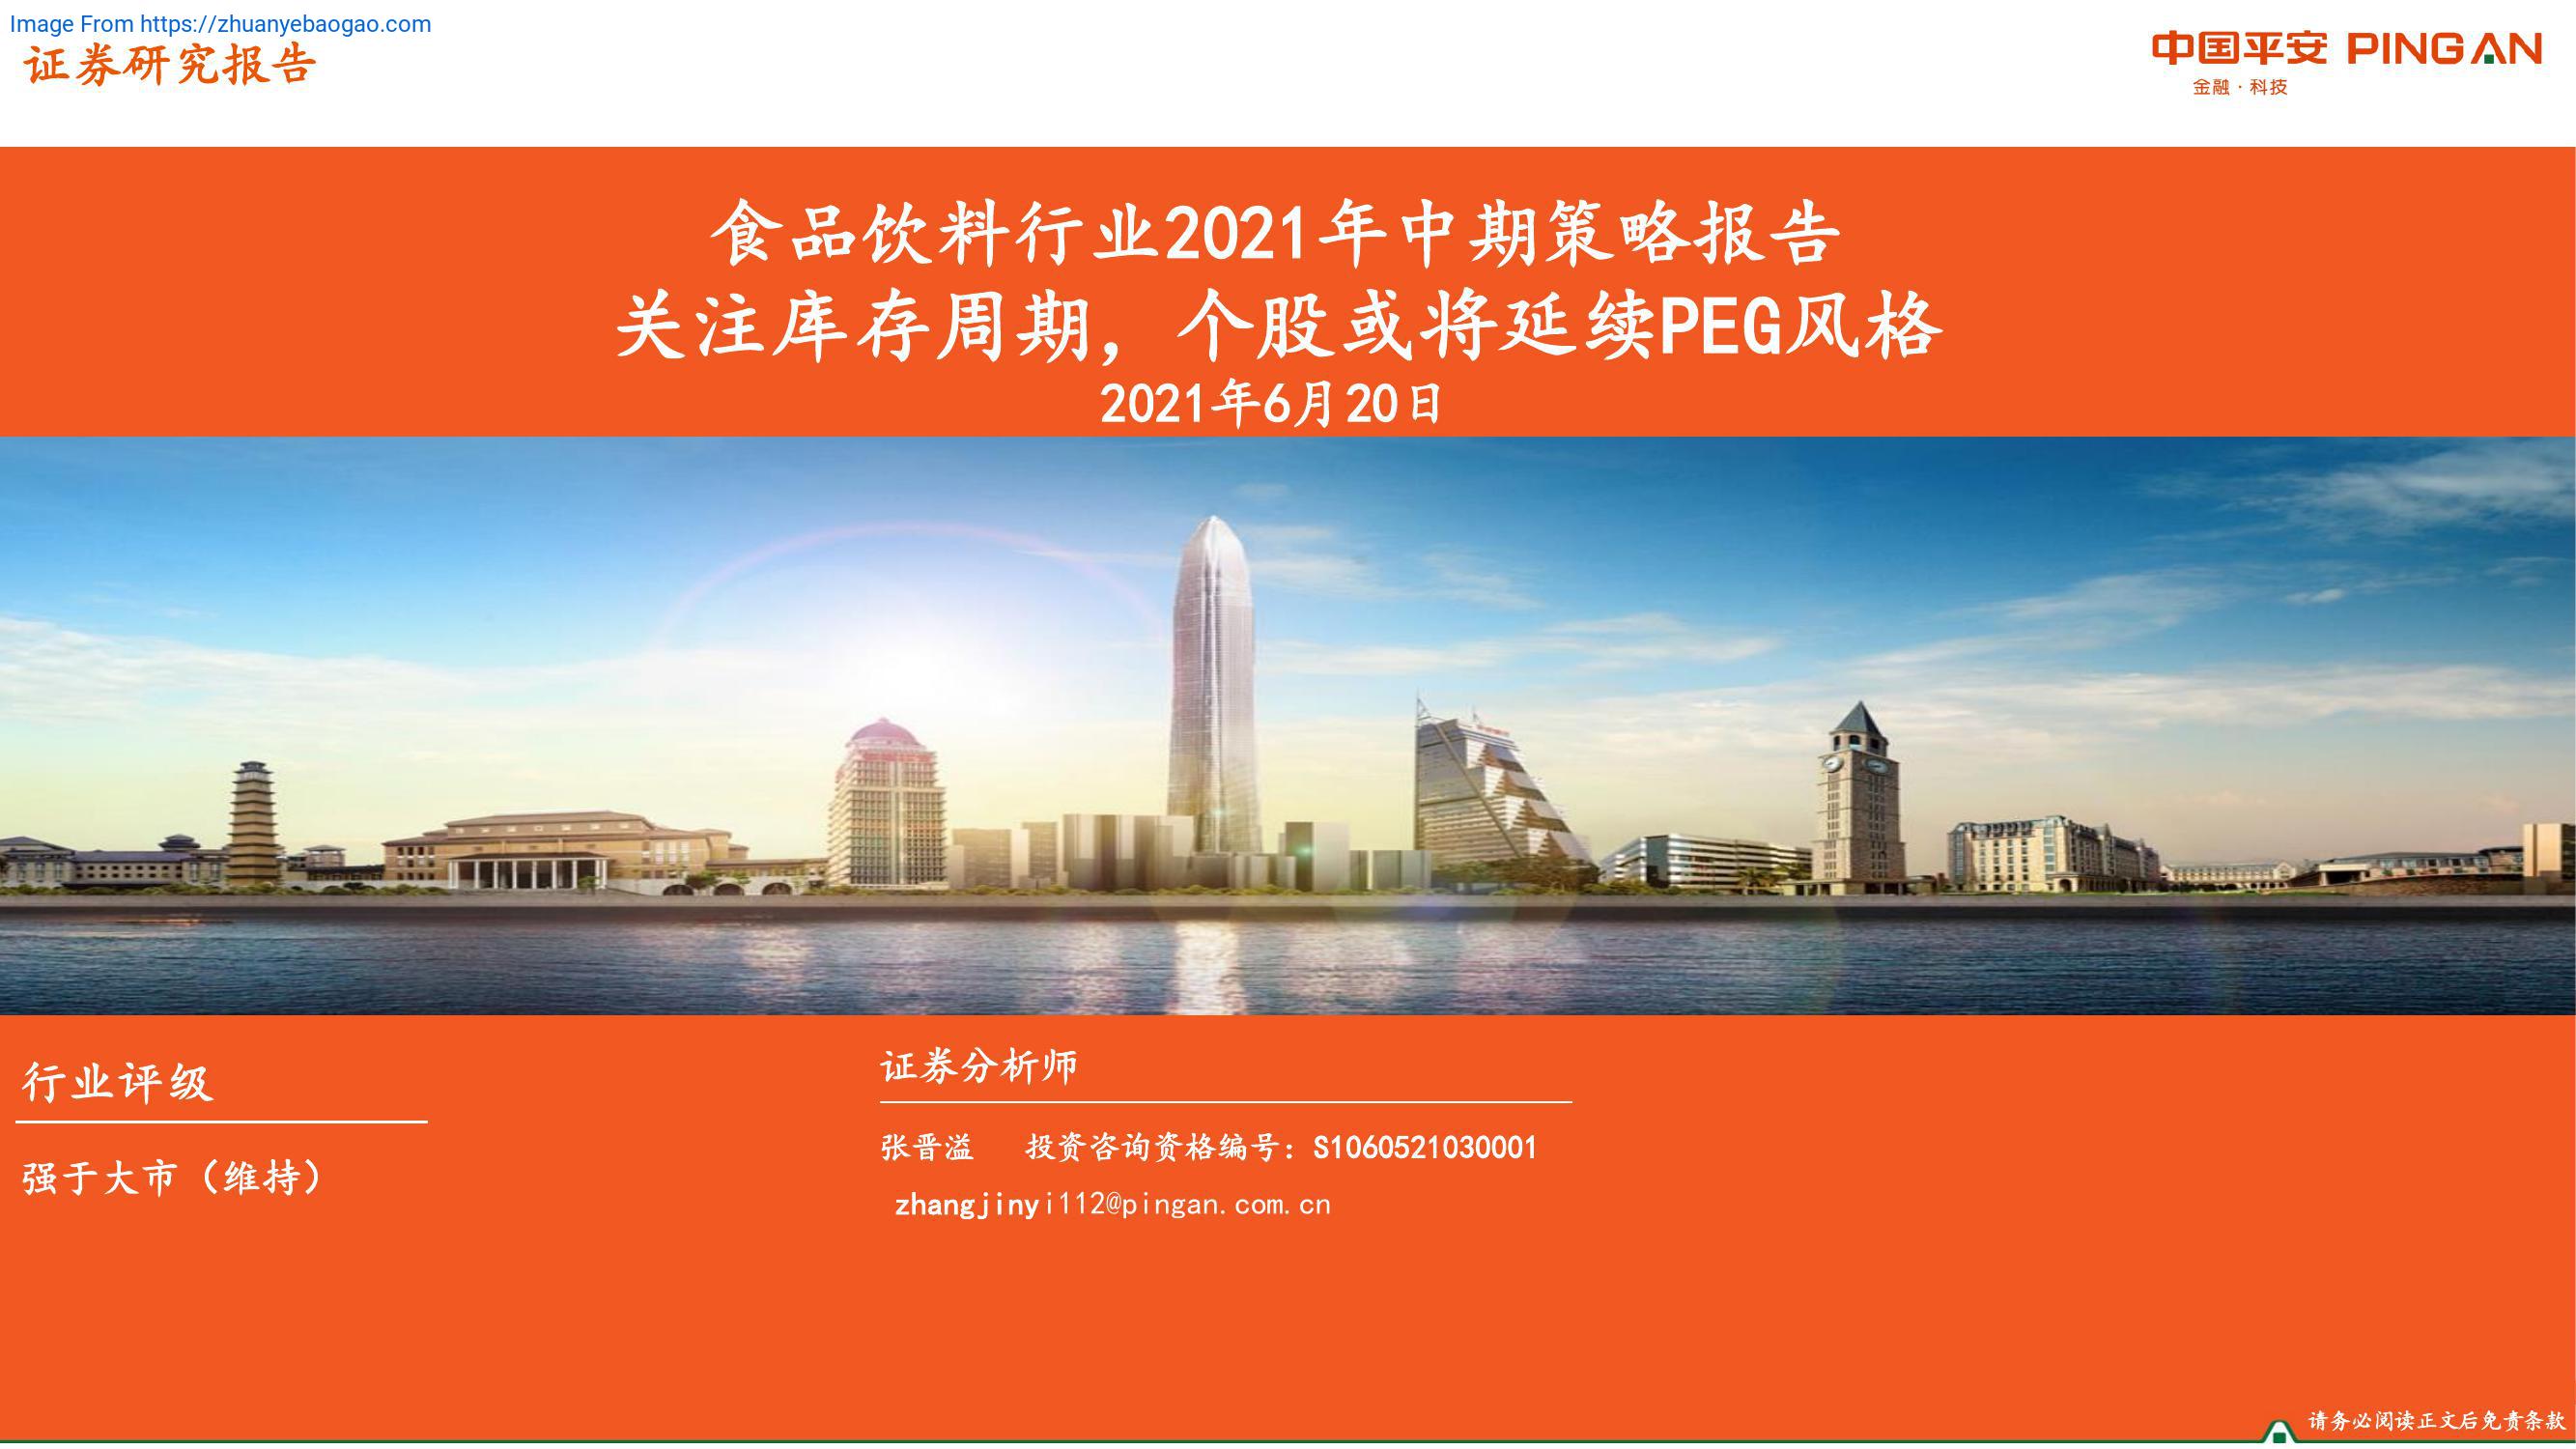 Image From https://zhuanyebaogao.com
证券研究报告
中国平安 PING AN
金融·科技
食品饮料行业2021年中期策略报告
关注库存周期，个股或将延续PEG风格
2021年6月20日
行业评级
强于大市（维持）
证券分析师
张晋溢 投资咨询资格编号：S1060521030001
zhangjinyi112@pingan.com.cn
请务必阅读正文后免责条款